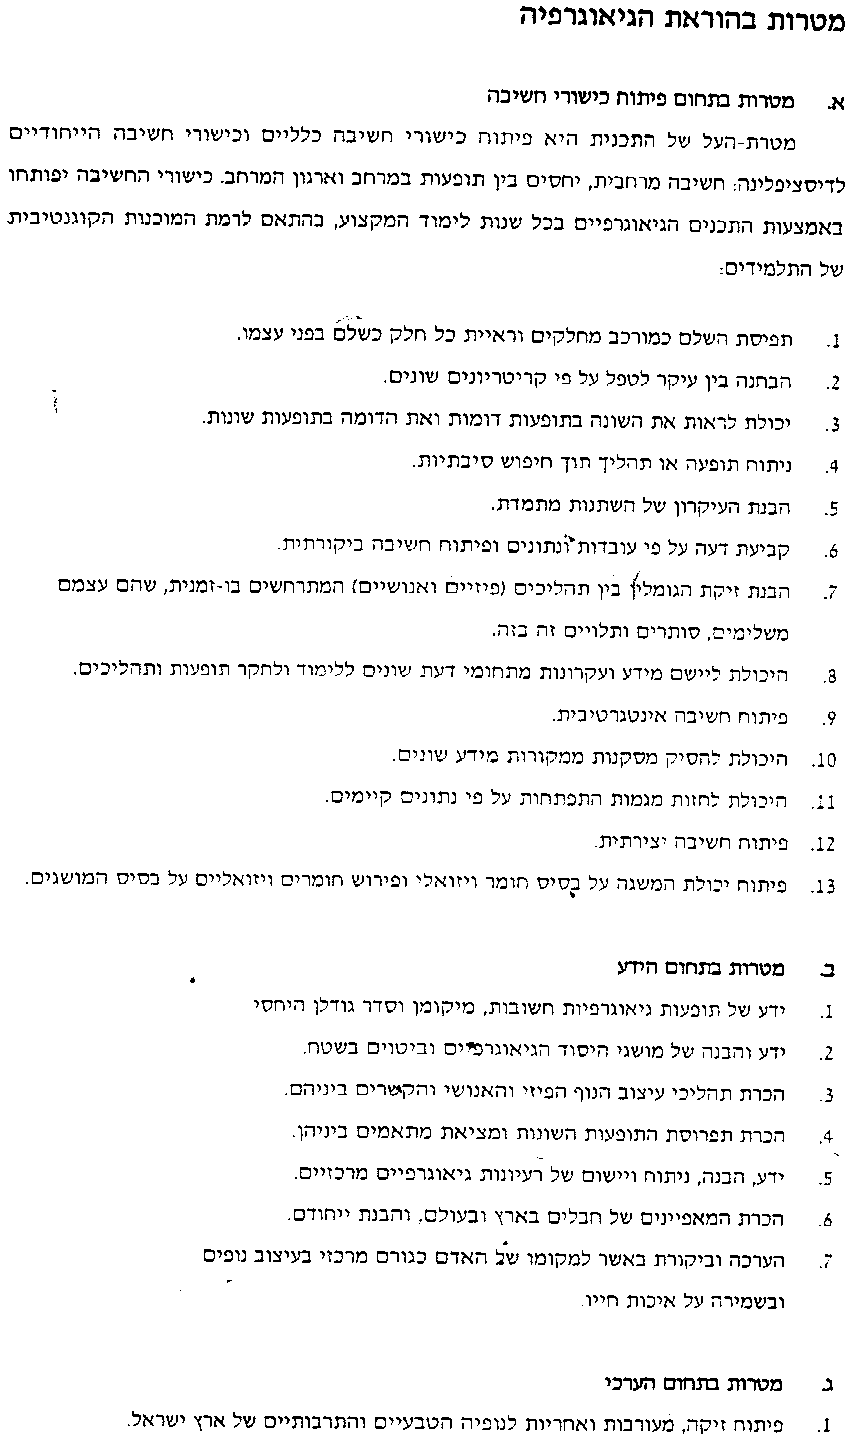 מטרות בהוראת הגיאוגרפיה
א. מטרות בתחום פיתוח כישורי חשיבה
מטרת-העל של התכנית היא פיתוח כישורי חשיבה כלליים וכישורי חשיבה הייחודיים
לדיסציפלינה: חשיבה מרחבית, יחסים בין תופעות במרחב וארגון המרחב. כישורי החשיבה יפותחו
באמצעות התכנים הגיאוגרפיים בכל שנות לימוד המקצוע, בהתאם לרמת המוכנות הקוגנטיבית
של התלמידים:
1. תפיסת השלם כמורכב מחלקים וראיית כל חלק כשלם בפני עצמו.
2. הבחנה בין עיקר לטפל על פי קריטריונים שונים.
3. יכולת לראות את השונה בתופעות דומות ואת הדומה בתופעות שונות.
4. ניתוח תופעה או תהליך תוך חיפוש סיבתיות.
5. הבנת העיקרון של השתנות מתמדת.
6. קביעת דעה על פי עובדות ונתונים ופיתוח חשיבה ביקורתית.
7. הבנת זיקת הגומלין בין תהליכים (פיזיים ואנושיים) המתרחשים בו-זמנית, שהם עצמם
משלימים, סותרים ותלויים זה בזה.
8. היכולת ליישם מידע ועקרונות מתחומי דעת שונים ללימוד ולחקר תופעות ותהליכים.
9. פיתוח חשיבה אינטגרטיבית.
10. היכולת להסיק מסקנות ממקורות מידע שונים.
11. היכולת לחזות מגמות התפתחות על פי נתונים קיימים.
12. פיתוח חשיבה יצירתית.
13. פיתוח יכולת המשגה על בסיס חומר ויזואלי ופירוש חומרים ויזואליים על בסיס המושגים.
ב. מטרות בתחום הידע
1. ידע של תופעות גיאוגרפיות חשובות, מיקומן וסדר גודלן היחסי
2. ידע והבנה של מושגי היסוד הגיאוגרפיים וביטוים בשטח.
3. הכרת תהליכי עיצוב הנוף הפיזי והאנושי והקשרים ביניהם.
4. הכרת תפרוסת התופעות השונות ומציאת מתאמים ביניהן.
5. ידע, הבנה, ניתוח ויישום של רעיונות גיאוגרפיים מרכזיים.
6. הכרת המאפיינים של חבלים בארץ ובעולם, והבנת ייחודם.
7. הערכה וביקורת באשר למקומו של האדם כגורם מרכזי בעיצוב נופים
ובשמירה על איכות חייו.
ג. מטרות בתחום הערכי
1. פיתוח זיקה, מעורבות ואחריות לנופיה הטבעיים והתרבותיים של ארץ ישראל.